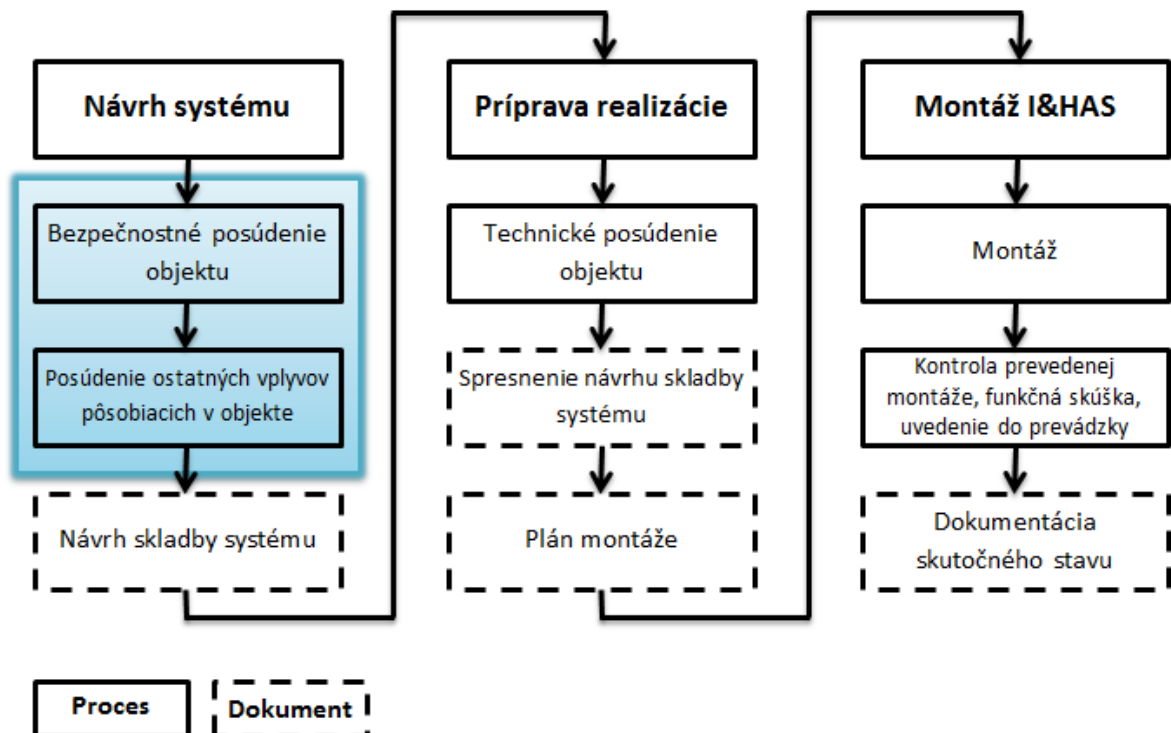 Návrh systému
Bezpečnostné posúdenie
objektu
Posúdenie ostatných vplyvov
pôsobiacich v objekte
Návrh skladby systému
Príprava realizácie
Technické posúdenie
objektu
Spresnenie návrhu skladby
systému
Plán montáže
Montáž I&HAS
Montáž
Kontrola prevedenej
montáže, funkčná skúška,
uvedenie do prevádzky
Dokumentácia
skutočného stavu
Proces
Dokument